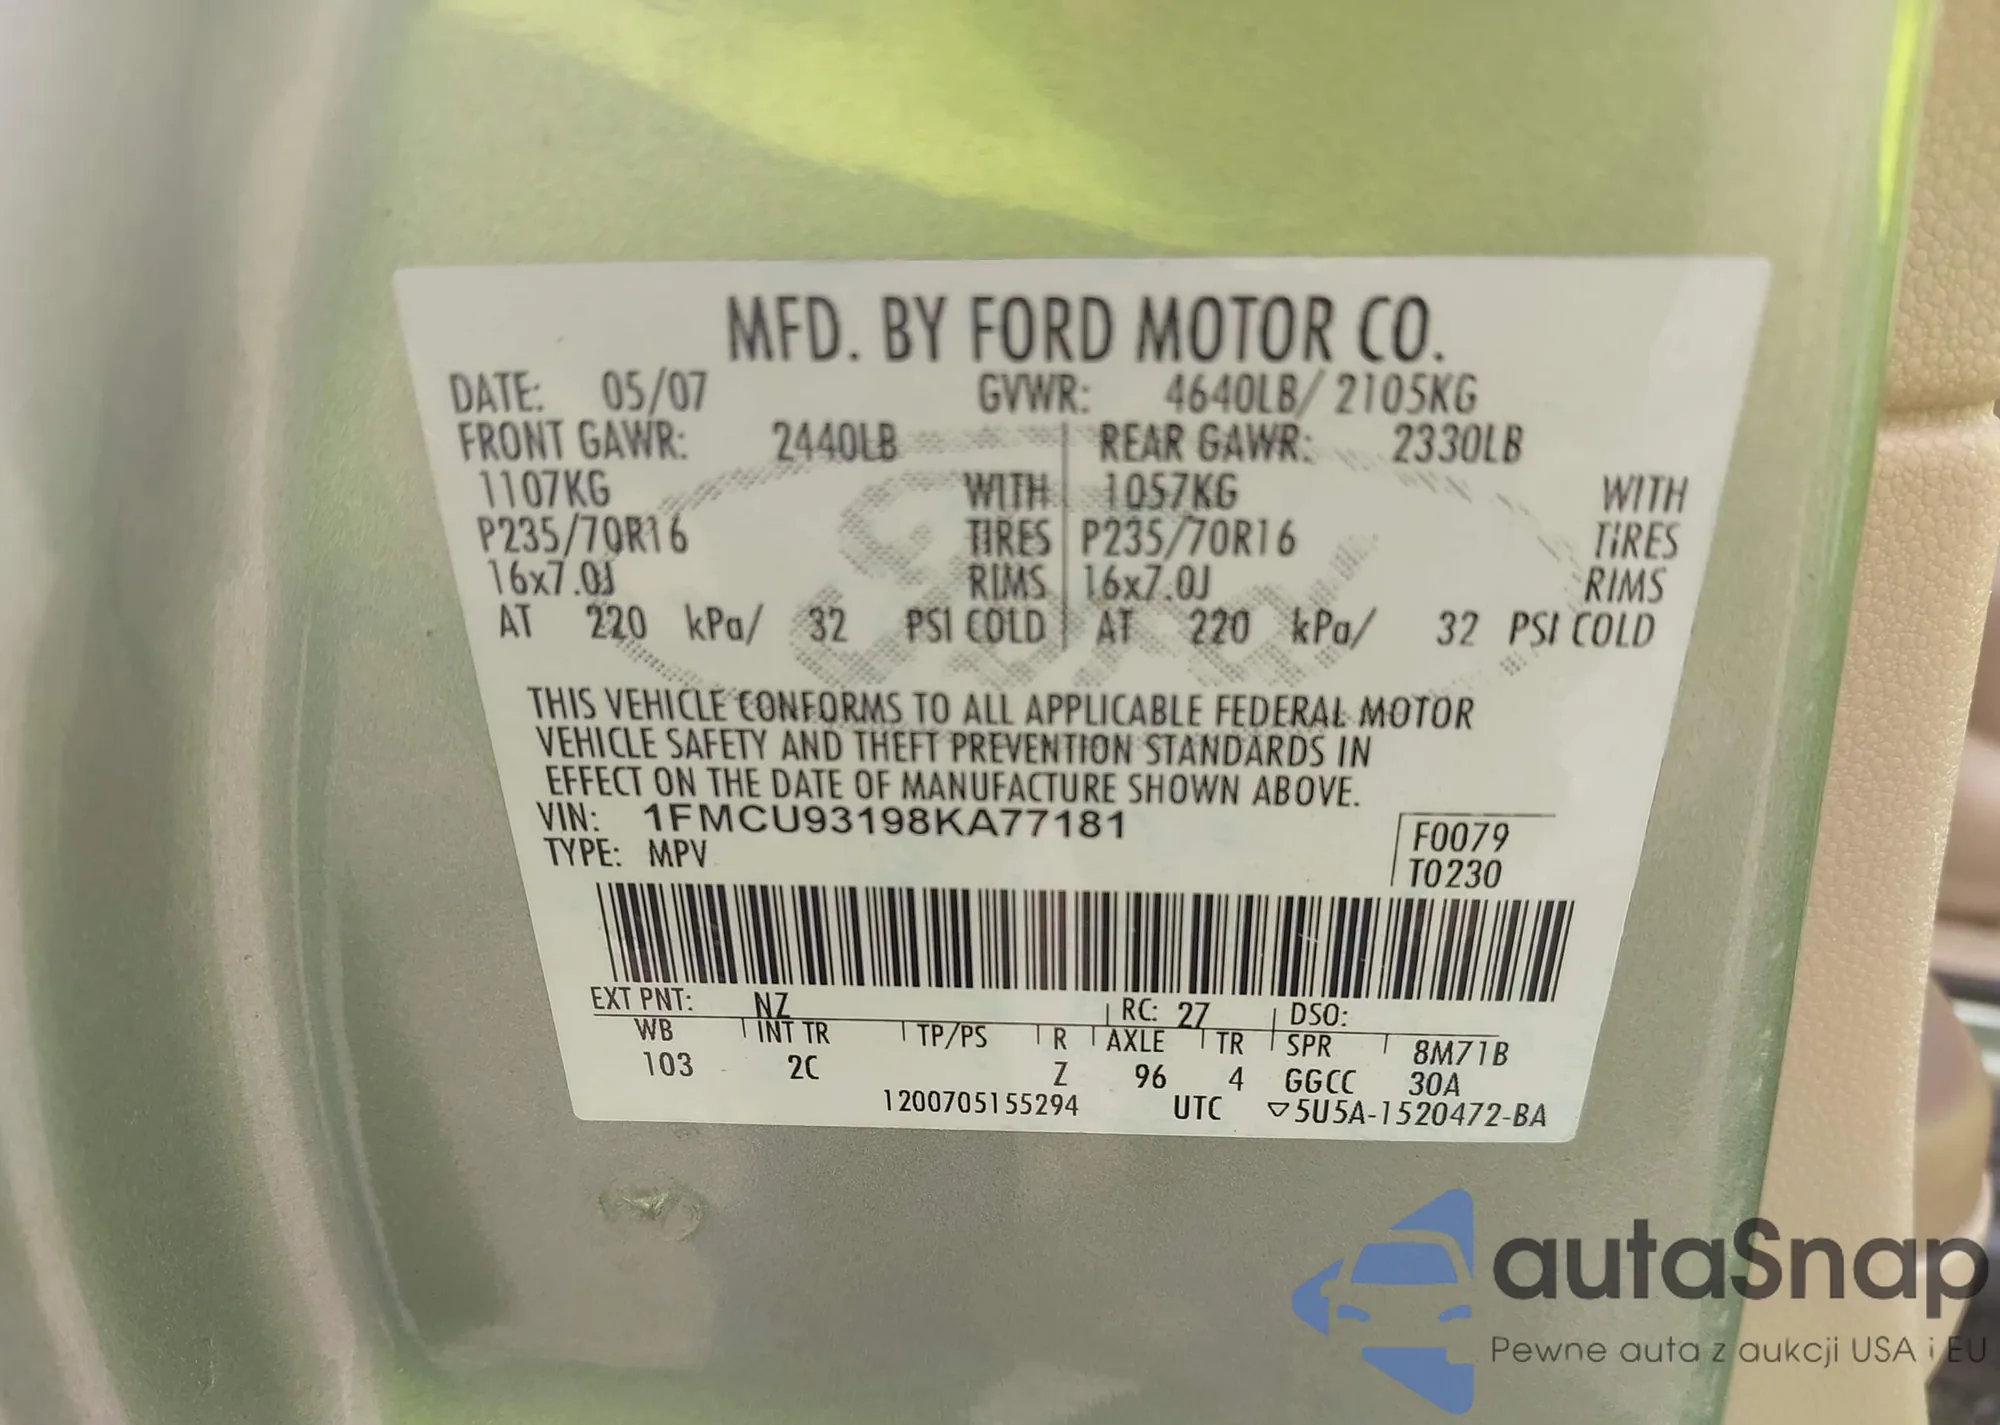 MFD. BY FORD MOTOR CO.
DATE: 05/07 GVWR: 4640LB/ 2105KG
FRONT GAWR: 2440LB REAR GAWR: 2330LB
1107KG WITH 1057KG WITH
P235/70R16 TIRES P235/70R16 TIRES
16x7.0J RIMS 16x7.0J RIMS
AT 220 kPa/ 32 PSI COLD AT 220 kPa/ 32 PSI COLD
THIS VEHICLE CONFORMS TO ALL APPLICABLE FEDERAL MOTOR
VEHICLE SAFETY AND THEFT PREVENTION STANDARDS IN
EFFECT ON THE DATE OF MANUFACTURE SHOWN ABOVE.
VIN: 1FMCU93198KA77181
TYPE: MPV
F0079
T0230
EXT PNT: NZ RC: 27 DSO:
WB INT TR TP/PS R AXLE TR SPR 8M71B
103 2C Z 96 4 GGCC 30A
1200705155294 UTC ▽5U5A-1520472-BA
autaSnap
Pewne auta z aukcji USA i EU